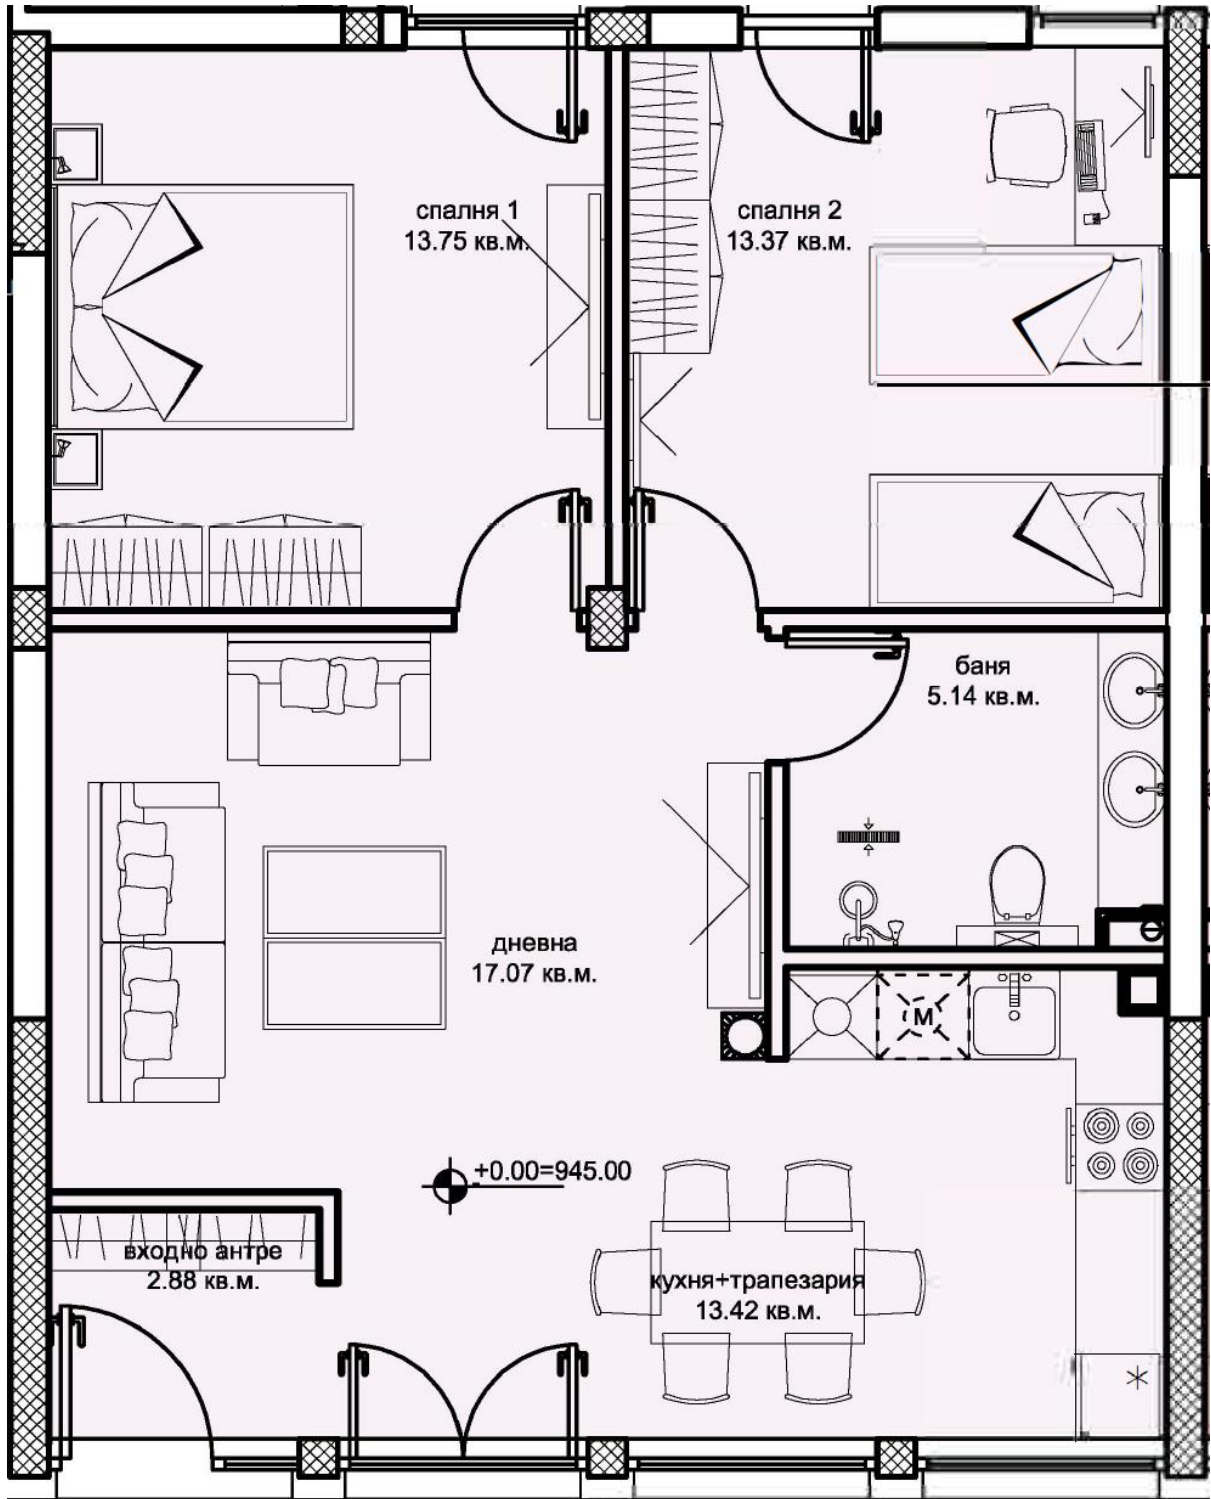 спалня 1
13.75 кв.м.
спалня 2
13.37 кв.м.
баня
5.14 кв.м.
дневна
17.07 кв.м.
М
+0.00=945.00
входно антре
2.88 кв.м.
кухня+трапезария
13.42 кв.м.